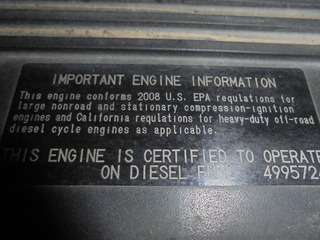 IMPORTANT ENGINE INFORMATION
This engine conforms 2008 U.S. EPA regulations for
large nonroad and stationary compression-ignition
engines and California regulations for heavy-duty off-road
diesel cycle engines as applicable.
THIS ENGINE IS CERTIFIED TO OPERATE
ON DIESEL FUEL 4995724